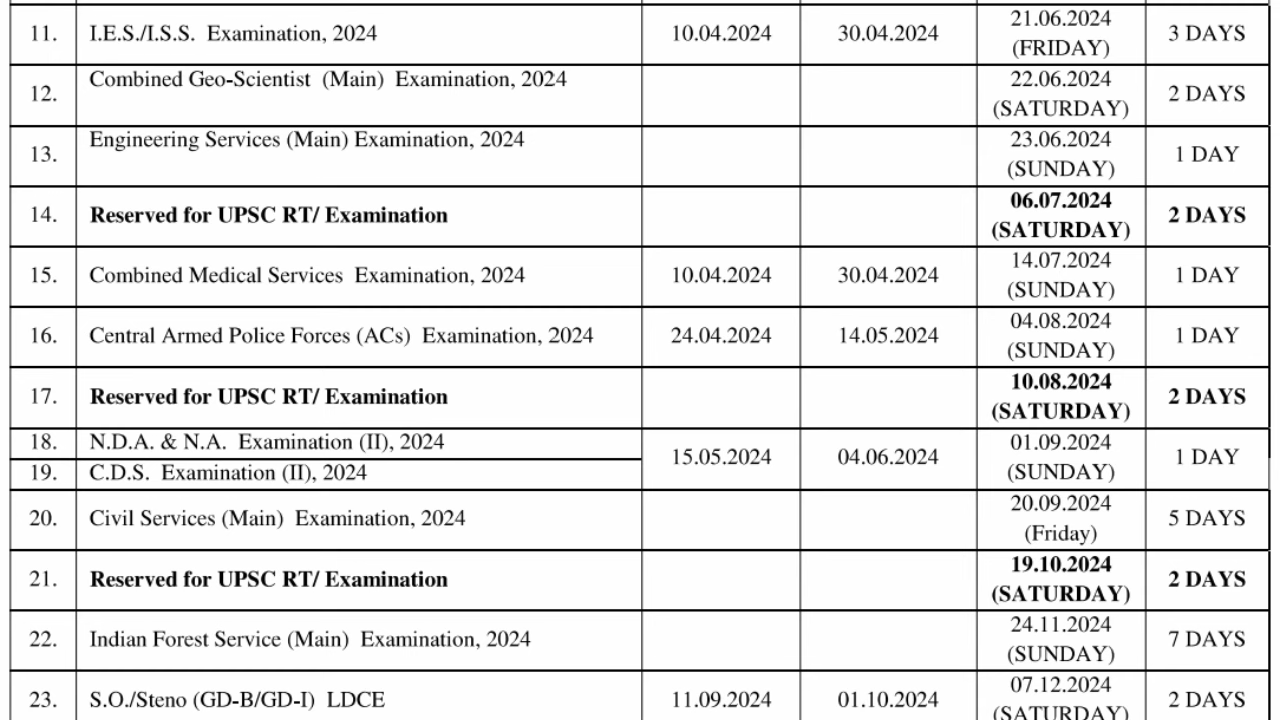 11. I.E.S./I.S.S. Examination, 2024 10.04.2024 30.04.2024 21.06.2024 (FRIDAY) 3 DAYS
12. Combined Geo-Scientist (Main) Examination, 2024 22.06.2024 (SATURDAY) 2 DAYS
13. Engineering Services (Main) Examination, 2024 23.06.2024 (SUNDAY) 1 DAY
14. Reserved for UPSC RT/ Examination 06.07.2024 (SATURDAY) 2 DAYS
15. Combined Medical Services Examination, 2024 10.04.2024 30.04.2024 14.07.2024 (SUNDAY) 1 DAY
16. Central Armed Police Forces (ACs) Examination, 2024 24.04.2024 14.05.2024 04.08.2024 (SUNDAY) 1 DAY
17. Reserved for UPSC RT/ Examination 10.08.2024 (SATURDAY) 2 DAYS
18. N.D.A. & N.A. Examination (II), 2024 15.05.2024 04.06.2024 01.09.2024 (SUNDAY) 1 DAY
19. C.D.S. Examination (II), 2024
20. Civil Services (Main) Examination, 2024 20.09.2024 (Friday) 5 DAYS
21. Reserved for UPSC RT/ Examination 19.10.2024 (SATURDAY) 2 DAYS
22. Indian Forest Service (Main) Examination, 2024 24.11.2024 (SUNDAY) 7 DAYS
23. S.O./Steno (GD-B/GD-I) LDCE 11.09.2024 01.10.2024 07.12.2024 (SATURDAY) 2 DAYS